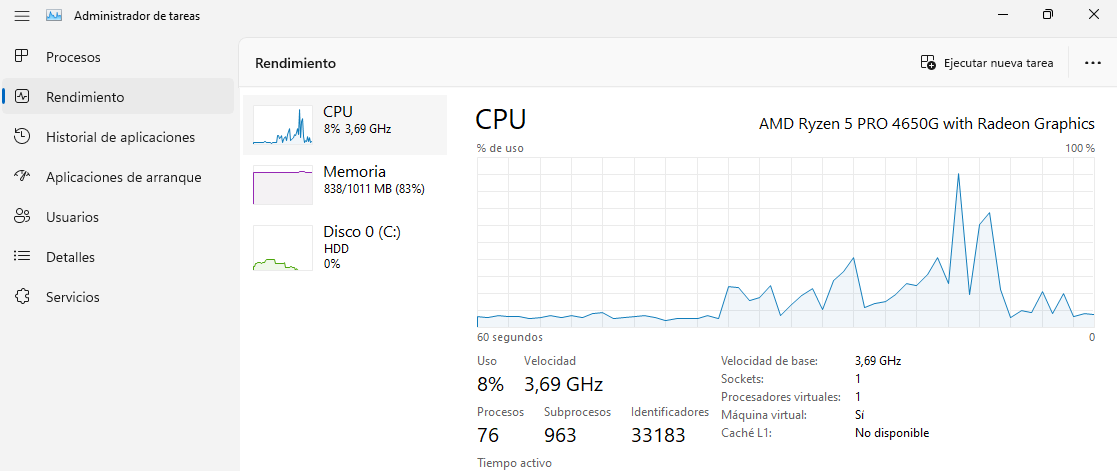 Administrador de tareas
Procesos
Rendimiento
Historial de aplicaciones
Aplicaciones de arranque
Usuarios
Detalles
Servicios
Rendimiento
Ejecutar nueva tarea
CPU
8% 3,69 GHz
Memoria
838/1011 MB (83%)
Disco 0 (C:)
HDD
0%
CPU
AMD Ryzen 5 PRO 4650G with Radeon Graphics
% de uso
100 %
60 segundos
0
Uso
8%
Velocidad
3,69 GHz
Procesos
76
Subprocesos
963
Identificadores
33183
Tiempo activo
Velocidad de base: 3,69 GHz
Sockets: 1
Procesadores virtuales: 1
Máquina virtual: Sí
Caché L1: No disponible